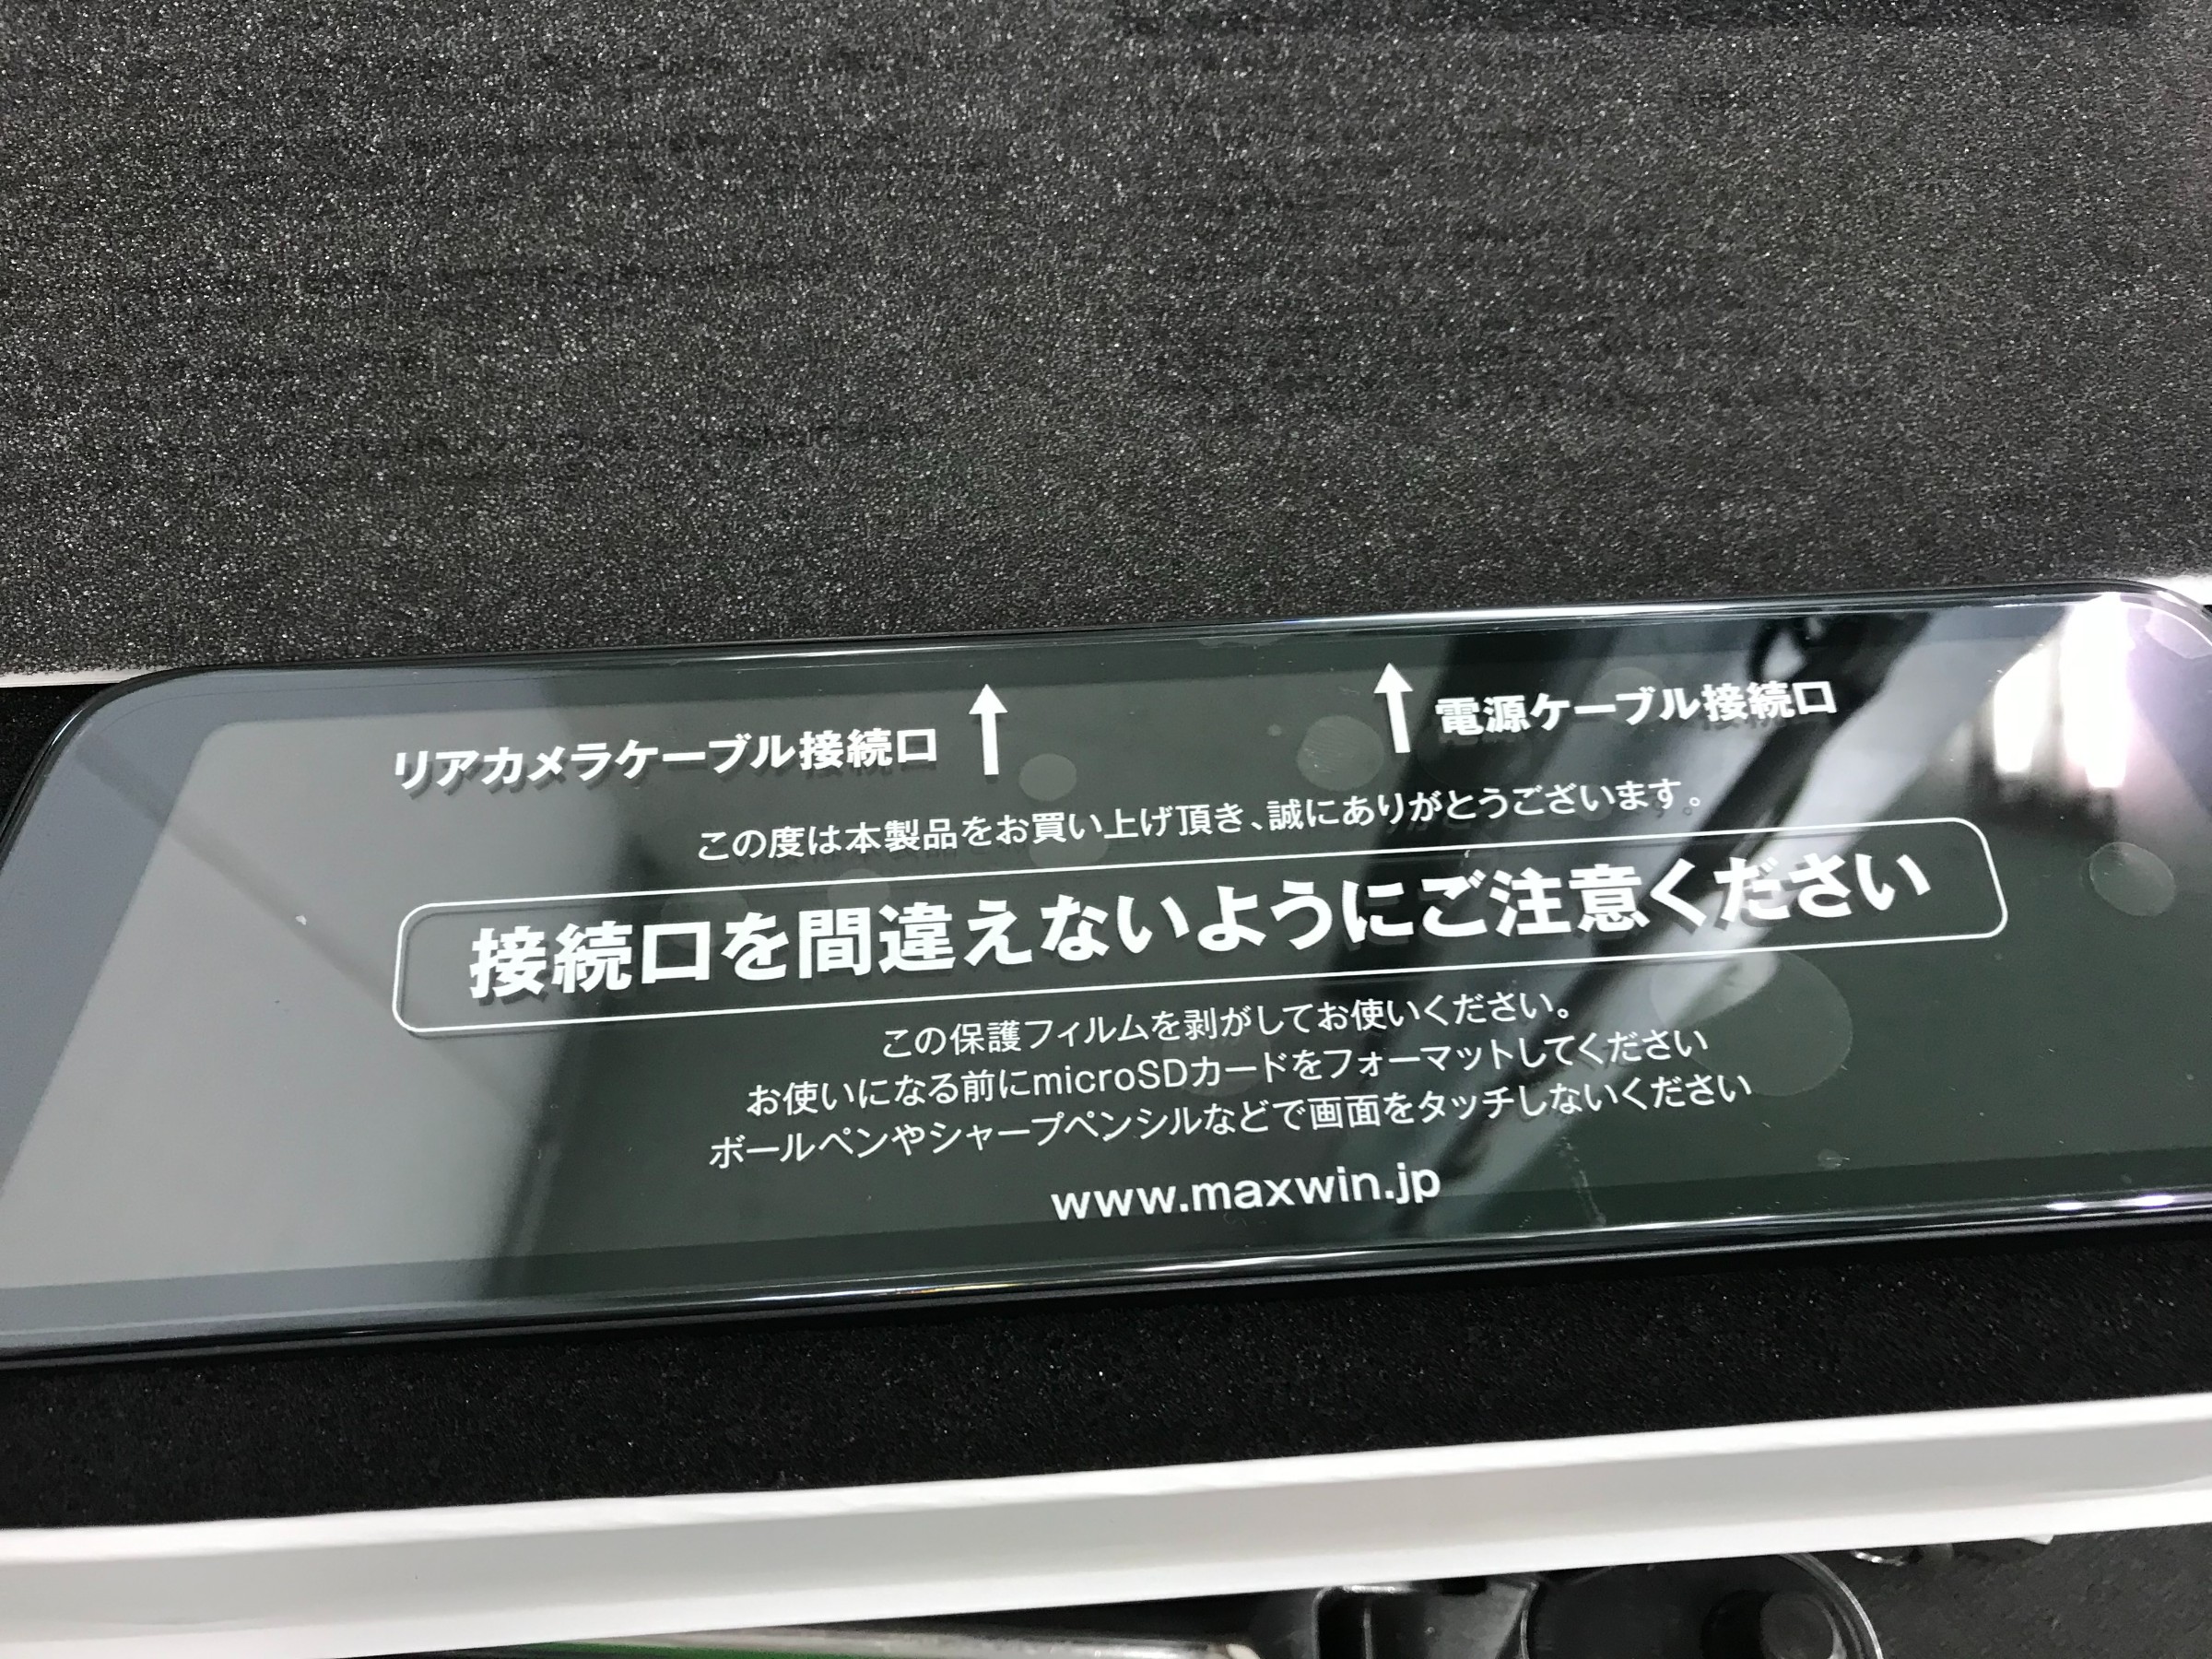 リアカメラケーブル接続口 ↑ ↑ 電源ケーブル接続口
この度は本製品をお買い上げ頂き、誠にありがとうございます。
接続口を間違えないようにご注意ください
この保護フィルムを剥がしてお使いください。
お使いになる前にmicroSDカードをフォーマットしてください
ボールペンやシャープペンシルなどで画面をタッチしないください
www.maxwin.jp